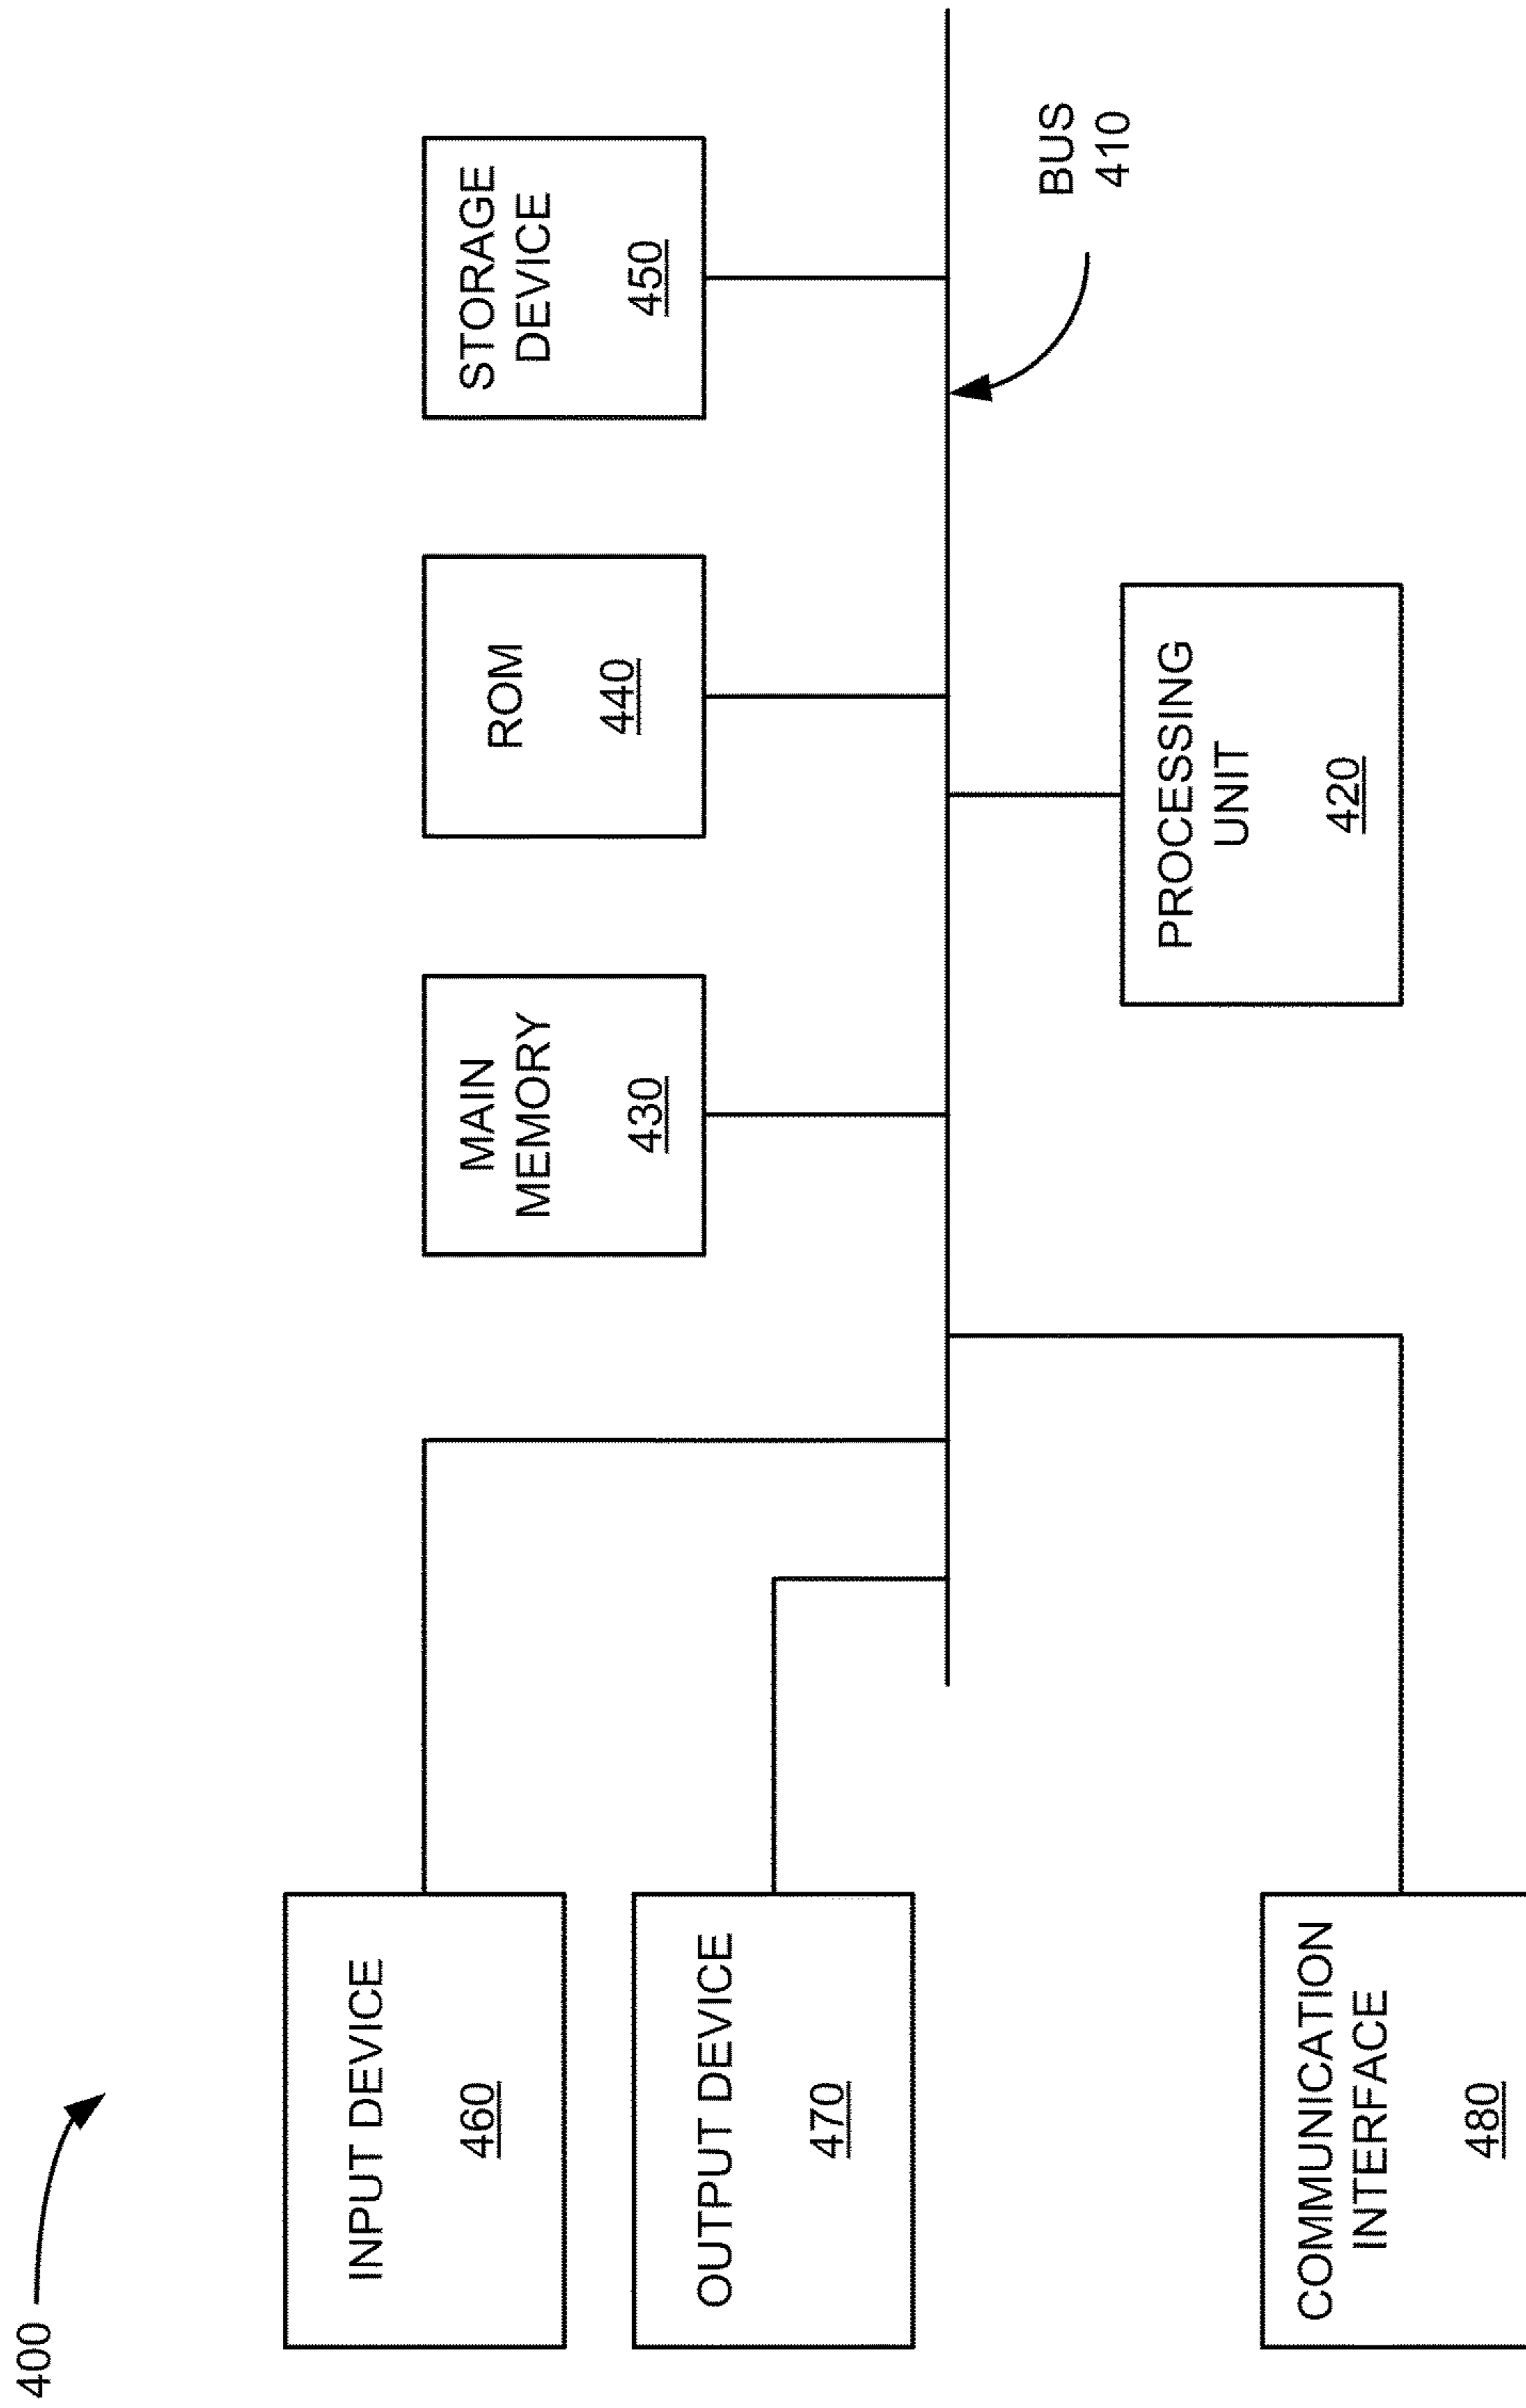 400
MAIN
MEMORY
430
ROM
440
STORAGE
DEVICE
450
INPUT DEVICE
460
OUTPUT DEVICE
470
BUS
410
PROCESSING
UNIT
420
COMMUNICATION
INTERFACE
480